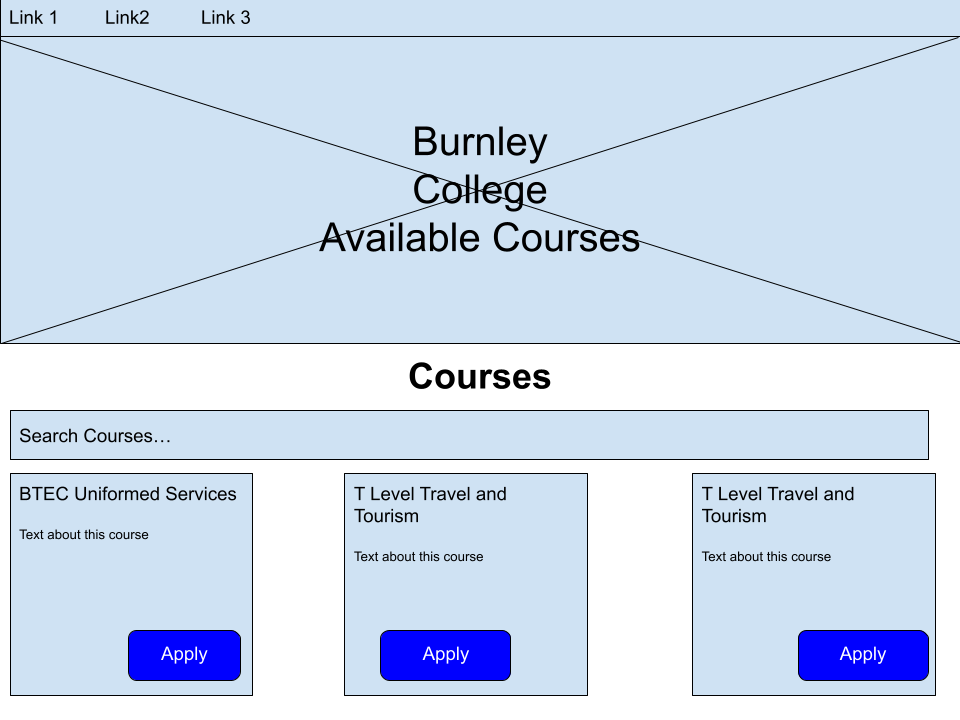 Link 1
Link2
Link 3
Burnley
College
Available Courses
Courses
Search Courses…
BTEC Uniformed Services
Text about this course
Apply
T Level Travel and
Tourism
Text about this course
Apply
T Level Travel and
Tourism
Text about this course
Apply